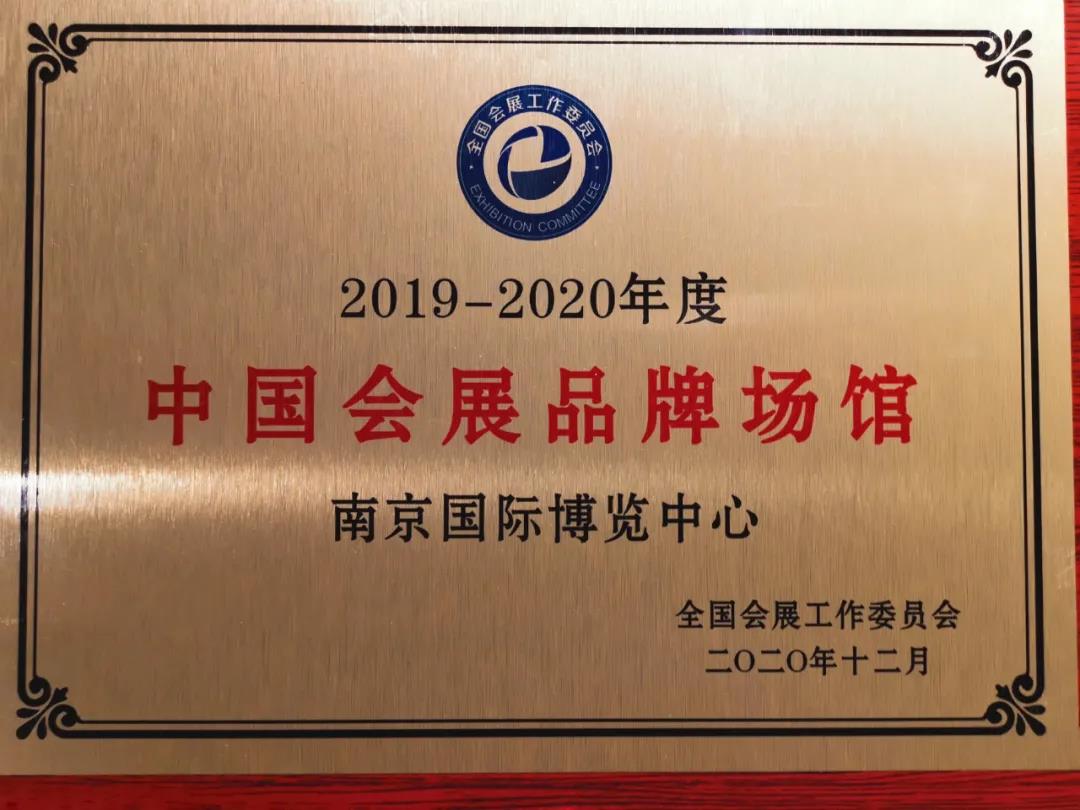 全国会展工作委员会
EXHIBITION COMMITTEE
2019-2020年度
中国会展品牌场馆
南京国际博览中心
全国会展工作委员会
二〇二〇年十二月